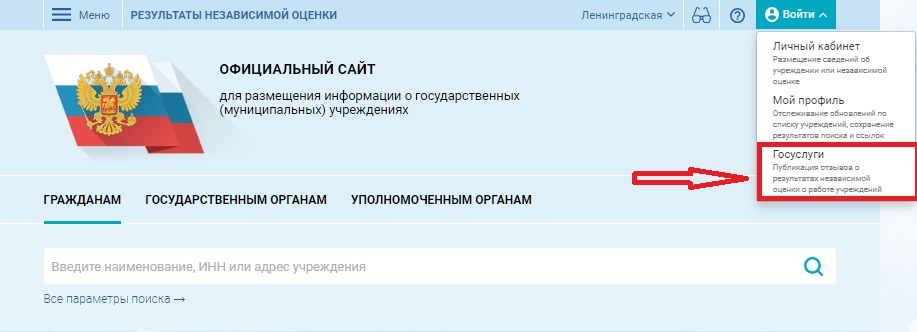 Меню РЕЗУЛЬТАТЫ НЕЗАВИСИМОЙ ОЦЕНКИ Ленинградская Войти
Личный кабинет
Размещение сведений об
учреждении или независимой
оценке
Мой профиль
Отслеживание обновлений по
списку учреждений, сохранение
результатов поиска и ссылок
Госуслуги
Публикация отзывов о
результатах независимой
оценки о работе учреждений
ОФИЦИАЛЬНЫЙ САЙТ
для размещения информации о государственных
(муниципальных) учреждениях
ГРАЖДАНАМ ГОСУДАРСТВЕННЫМ ОРГАНАМ УПОЛНОМОЧЕННЫМ ОРГАНАМ
Введите наименование, ИНН или адрес учреждения
Все параметры поиска →